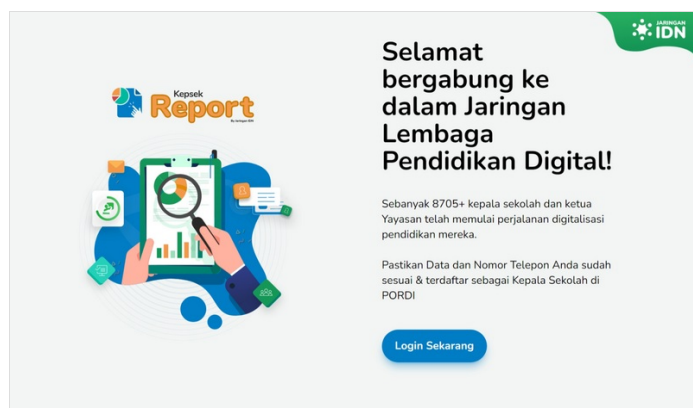 JARINGAN
IDN
Kepsek
Report
By Jaringan IDN
Selamat
bergabung ke
dalam Jaringan
Lembaga
Pendidikan Digital!
Sebanyak 8705+ kepala sekolah dan ketua
Yayasan telah memulai perjalanan digitalisasi
pendidikan mereka.
Pastikan Data dan Nomor Telepon Anda sudah
sesuai & terdaftar sebagai Kepala Sekolah di
PORDI
Login Sekarang